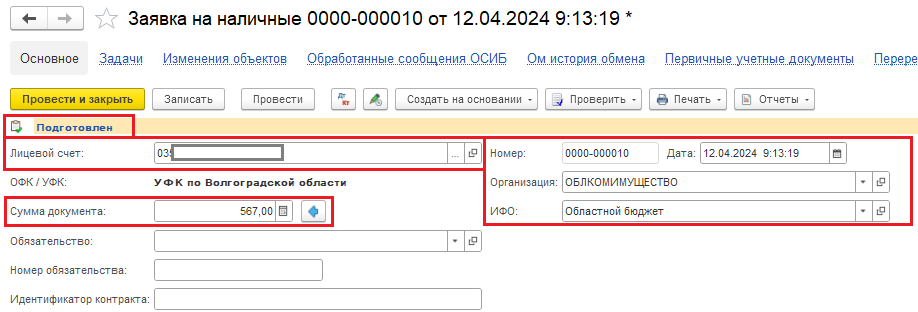 Заявка на наличные 0000-000010 от 12.04.2024 9:13:19 *
Основное Задачи Изменения объектов Обработанные сообщения ОСИБ Ом история обмена Первичные учетные документы Перере
Провести и закрыть Записать Провести Дт Кт Создать на основании Проверить Печать Отчеты
Подготовлен
Лицевой счет: 035 ... Номер: 0000-000010 Дата: 12.04.2024 9:13:19
ОФК / УФК: УФК по Волгоградской области Организация: ОБЛКОМИМУЩЕСТВО
Сумма документа: 567,00 ИФО: Областной бюджет
Обязательство:
Номер обязательства:
Идентификатор контракта: